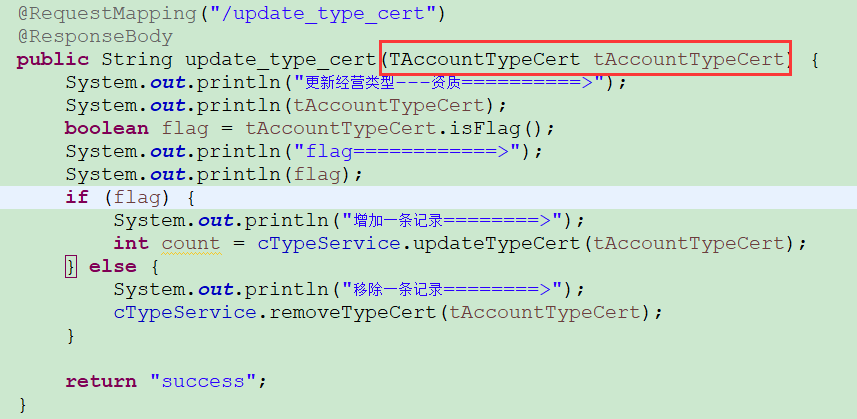 @RequestMapping("/update_type_cert")
@ResponseBody
public String update_type_cert(TAccountTypeCert tAccountTypeCert) {
    System.out.println("更新经营类型---资质==========>");
    System.out.println(tAccountTypeCert);
    boolean flag = tAccountTypeCert.isFlag();
    System.out.println("flag============>");
    System.out.println(flag);
    if (flag) {
        System.out.println("增加一条记录========>");
        int count = cTypeService.updateTypeCert(tAccountTypeCert);
    } else {
        System.out.println("移除一条记录========>");
        cTypeService.removeTypeCert(tAccountTypeCert);
    }
    return "success";
}